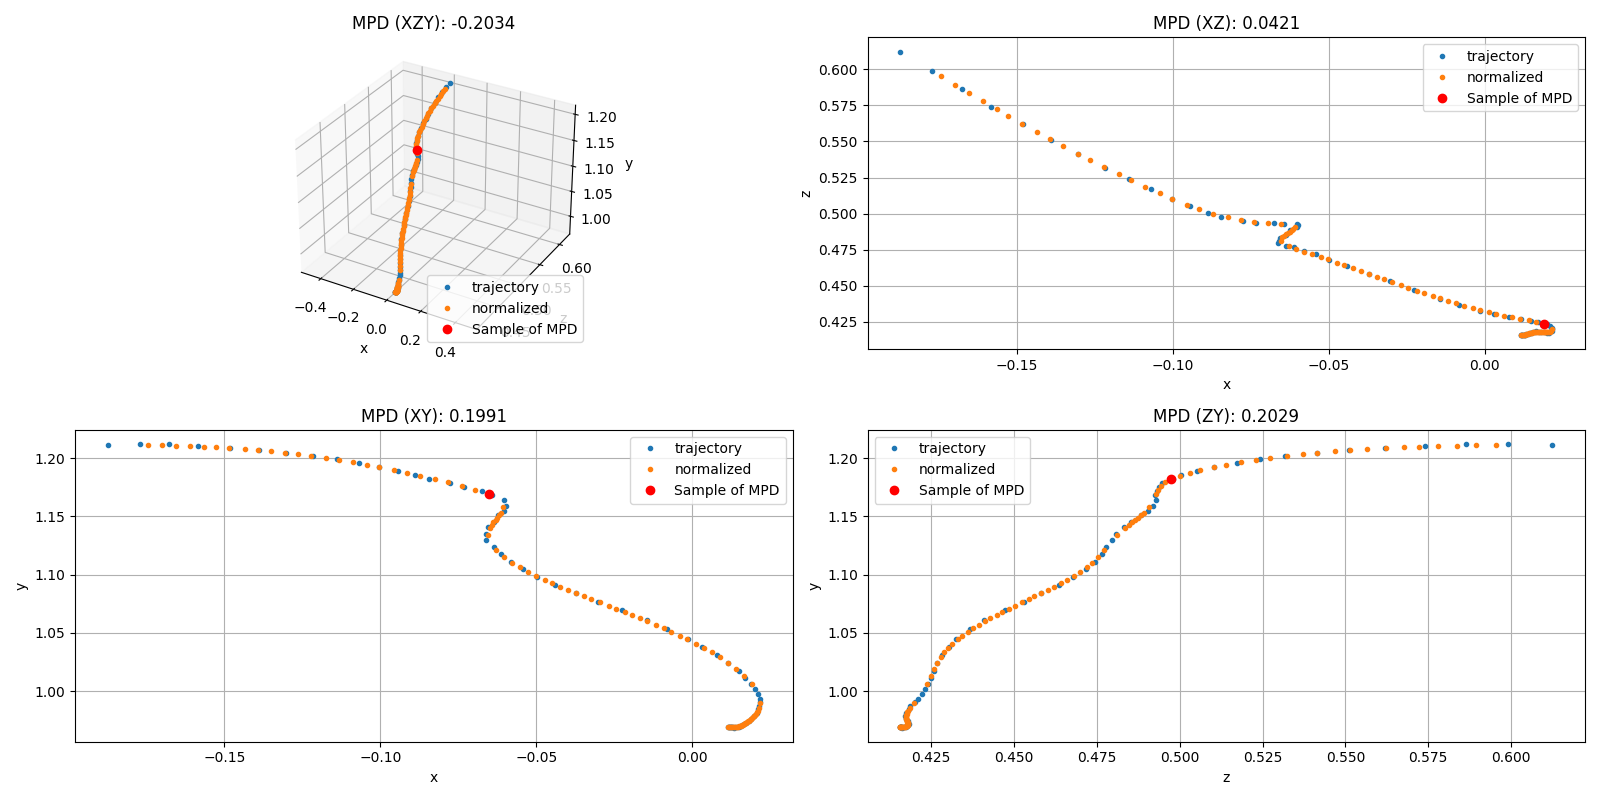 MPD (XZY): -0.2034
1.20
1.15
y
1.10
1.05
1.00
0.60
0.55
z
−0.4
−0.2
0.0
0.2
0.4
x
trajectory
normalized
Sample of MPD
MPD (XZ): 0.0421
0.600
0.575
0.550
0.525
z
0.500
0.475
0.450
0.425
trajectory
normalized
Sample of MPD
−0.15 −0.10 −0.05 0.00
x
MPD (XY): 0.1991
1.20
1.15
1.10
y
1.05
1.00
trajectory
normalized
Sample of MPD
−0.15 −0.10 −0.05 0.00
x
MPD (ZY): 0.2029
trajectory
normalized
Sample of MPD
1.20
1.15
1.10
y
1.05
1.00
0.425 0.450 0.475 0.500 0.525 0.550 0.575 0.600
z